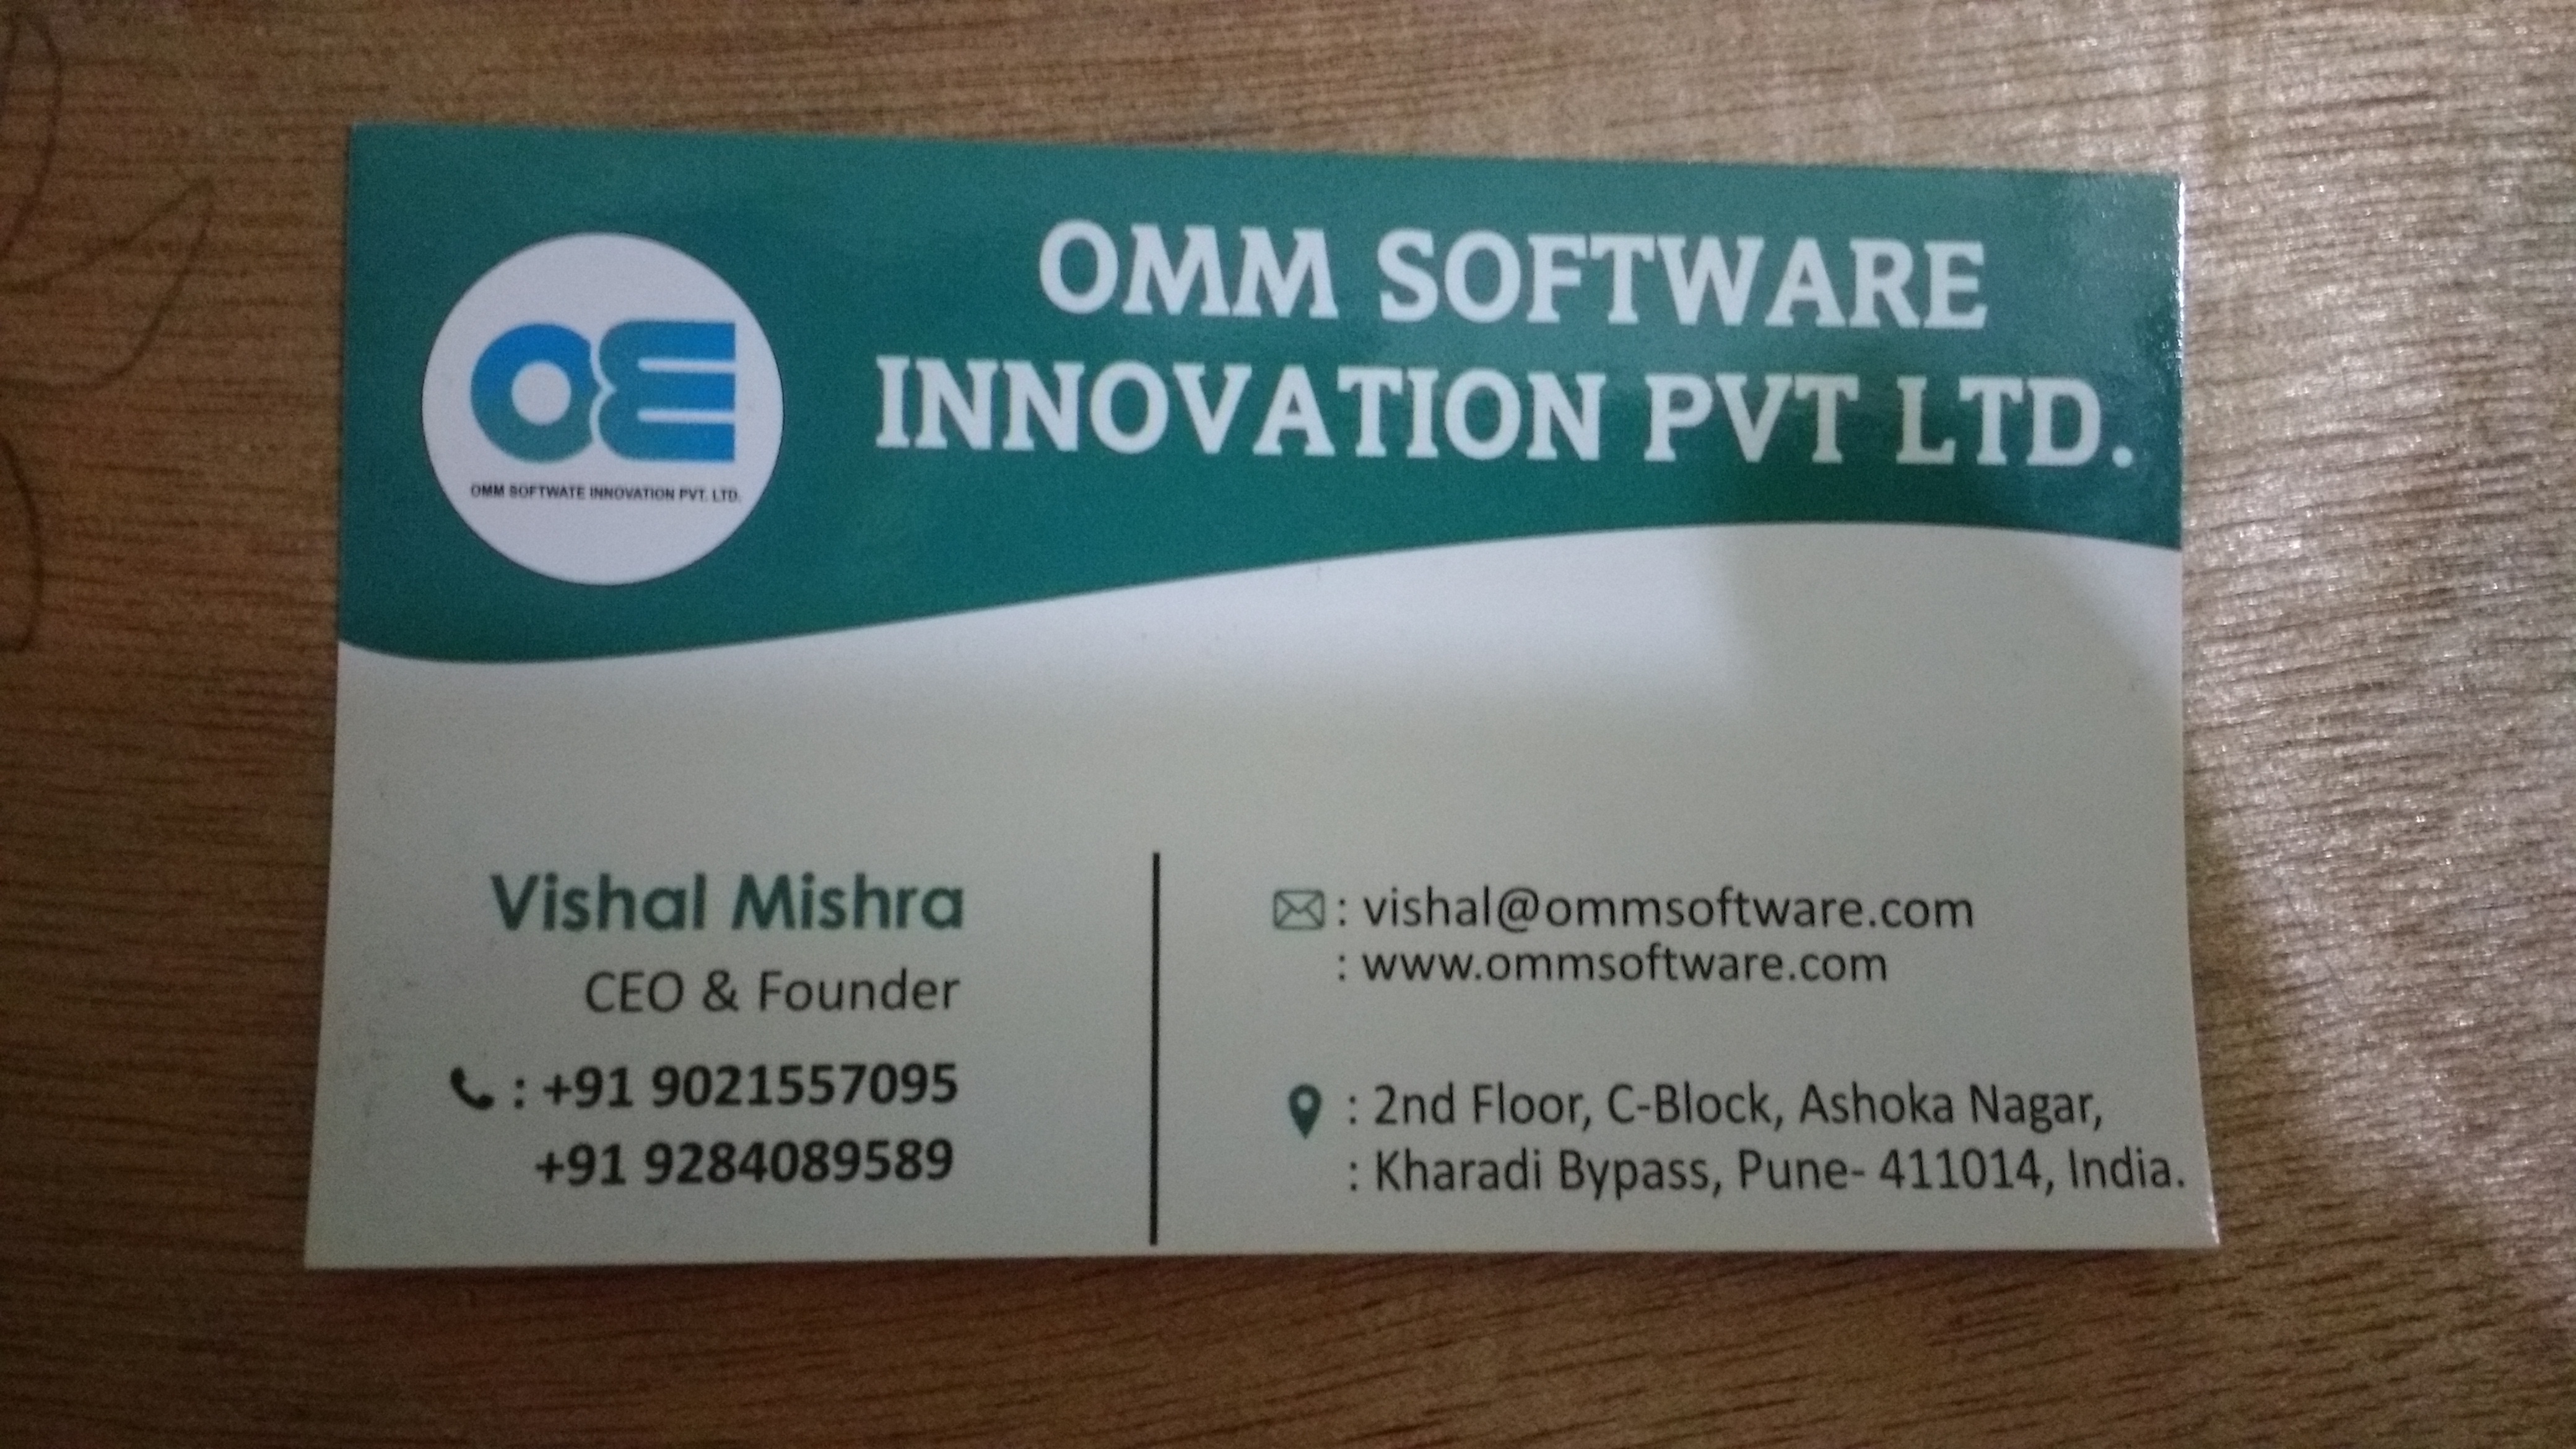 OMM SOFTWARE
INNOVATION PVT LTD.
OE
OMM SOFTWATE INNOVATION PVT. LTD.
Vishal Mishra
CEO & Founder
: +91 9021557095
+91 9284089589
: vishal@ommsoftware.com
: www.ommsoftware.com
: 2nd Floor, C-Block, Ashoka Nagar,
: Kharadi Bypass, Pune- 411014, India.